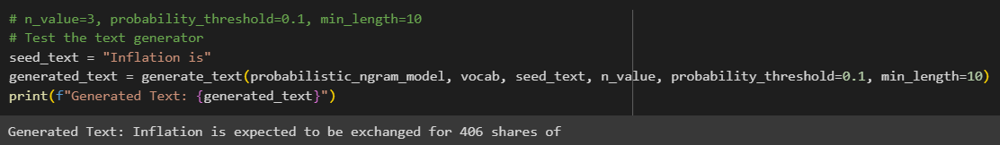 # n_value=3, probability_threshold=0.1, min_length=10
# Test the text generator
seed_text = "Inflation is"
generated_text = generate_text(probabilistic_ngram_model, vocab, seed_text, n_value, probability_threshold=0.1, min_length=10)
print(f"Generated Text: {generated_text}")
Generated Text: Inflation is expected to be exchanged for 406 shares of